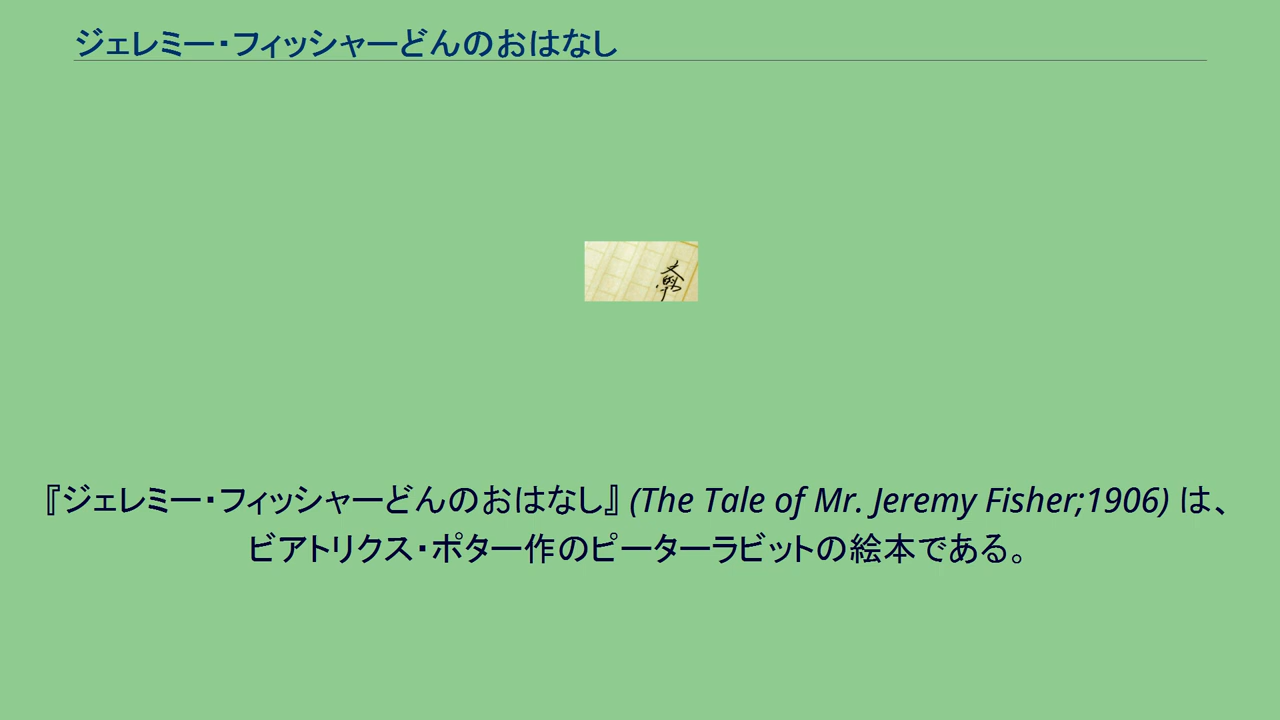 ジェレミー・フィッシャーどんのおはなし
『ジェレミー・フィッシャーどんのおはなし』 (The Tale of Mr. Jeremy Fisher;1906) は、
ビアトリクス・ポター作のピーターラビットの絵本である。